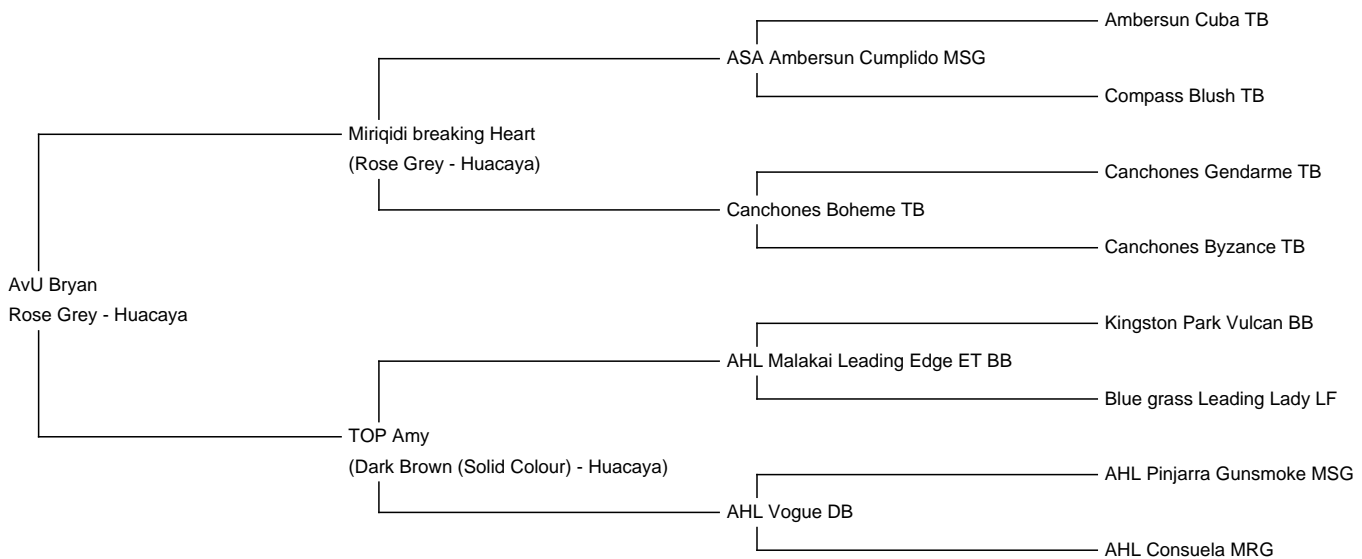 Ambersun Cuba TB
ASA Ambersun Cumplido MSG
Compass Blush TB
Miriqidi breaking Heart
(Rose Grey - Huacaya)
Canchones Gendarme TB
Canchones Boheme TB
Canchones Byzance TB
AvU Bryan
Rose Grey - Huacaya
Kingston Park Vulcan BB
AHL Malakai Leading Edge ET BB
Blue grass Leading Lady LF
TOP Amy
(Dark Brown (Solid Colour) - Huacaya)
AHL Pinjarra Gunsmoke MSG
AHL Vogue DB
AHL Consuela MRG